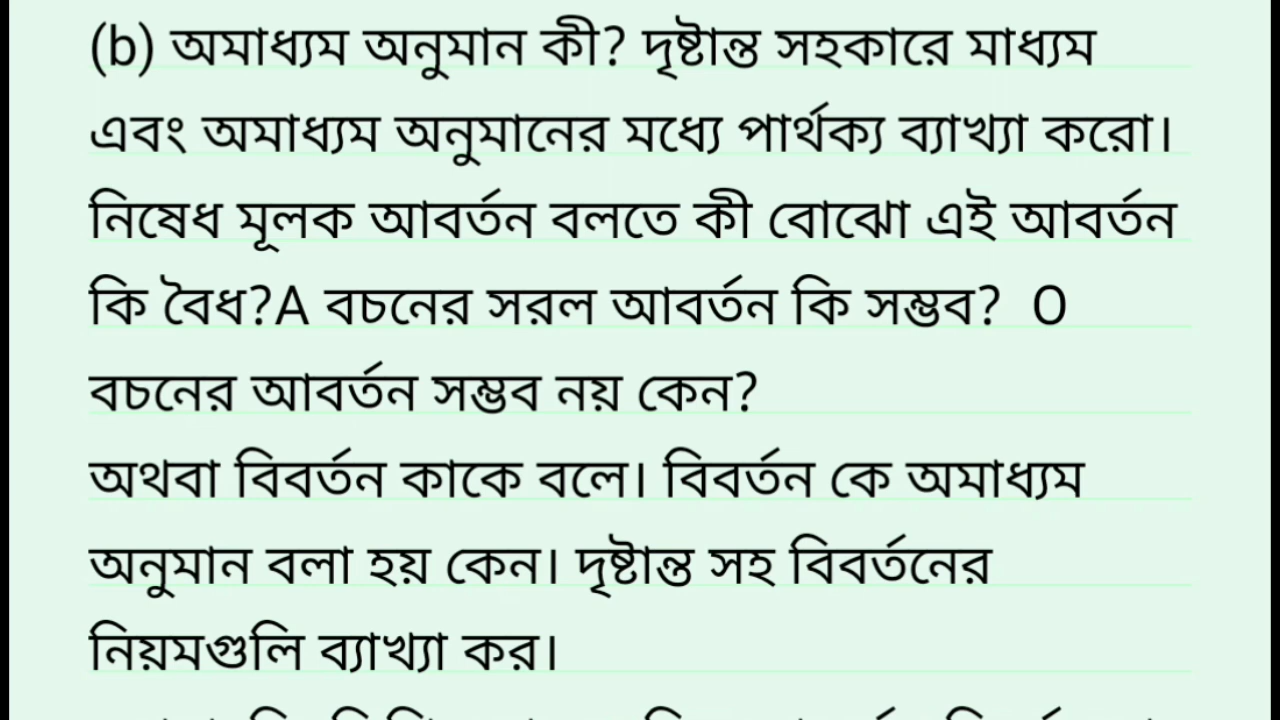 (b) অমাধ্যম অনুমান কী? দৃষ্টান্ত সহকারে মাধ্যম
এবং অমাধ্যম অনুমানের মধ্যে পার্থক্য ব্যাখ্যা করো।
নিষেধ মূলক আবর্তন বলতে কী বোঝো এই আবর্তন
কি বৈধ?A বচনের সরল আবর্তন কি সম্ভব? O
বচনের আবর্তন সম্ভব নয় কেন?
অথবা বিবর্তন কাকে বলে। বিবর্তন কে অমাধ্যম
অনুমান বলা হয় কেন। দৃষ্টান্ত সহ বিবর্তনের
নিয়মগুলি ব্যাখ্যা কর।